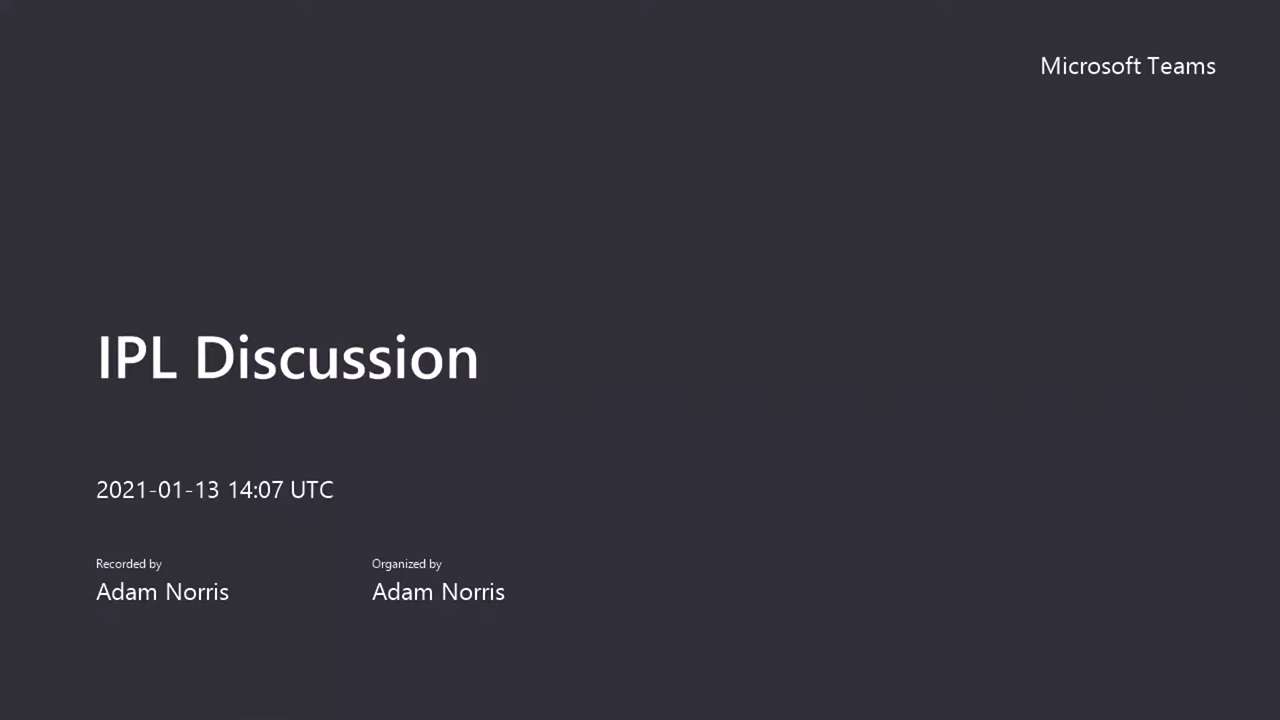 Microsoft Teams
IPL Discussion
2021-01-13 14:07 UTC
Recorded by
Adam Norris
Organized by
Adam Norris